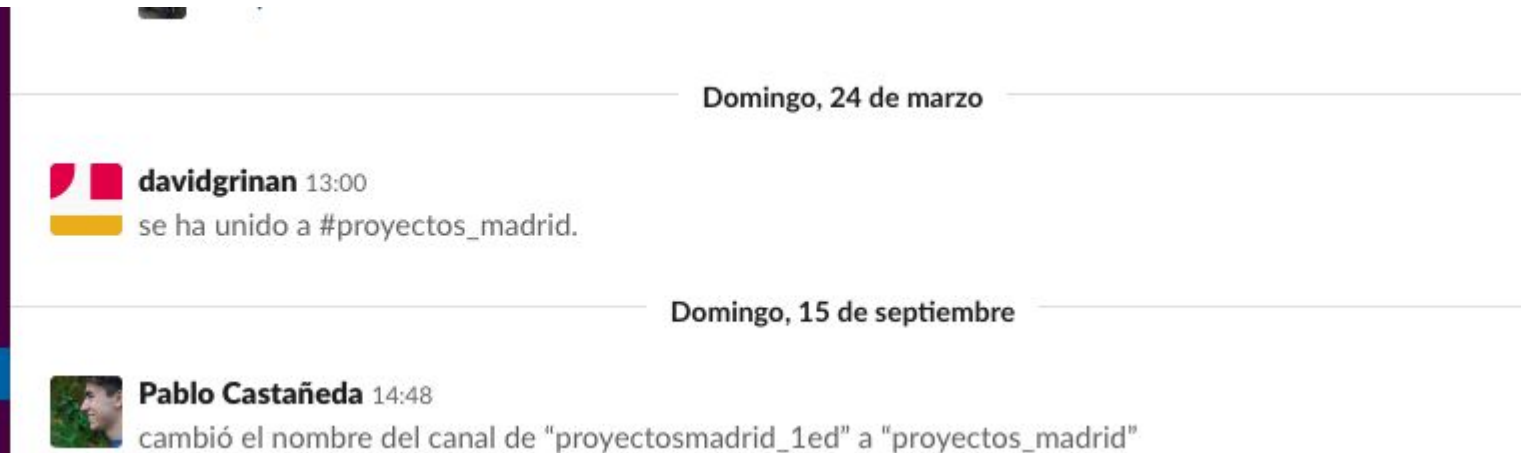 Domingo, 24 de marzo
davidgrinan 13:00
se ha unido a #proyectos_madrid.
Domingo, 15 de septiembre
Pablo Castañeda 14:48
cambió el nombre del canal de “proyectosmadrid_1ed” a “proyectos_madrid”